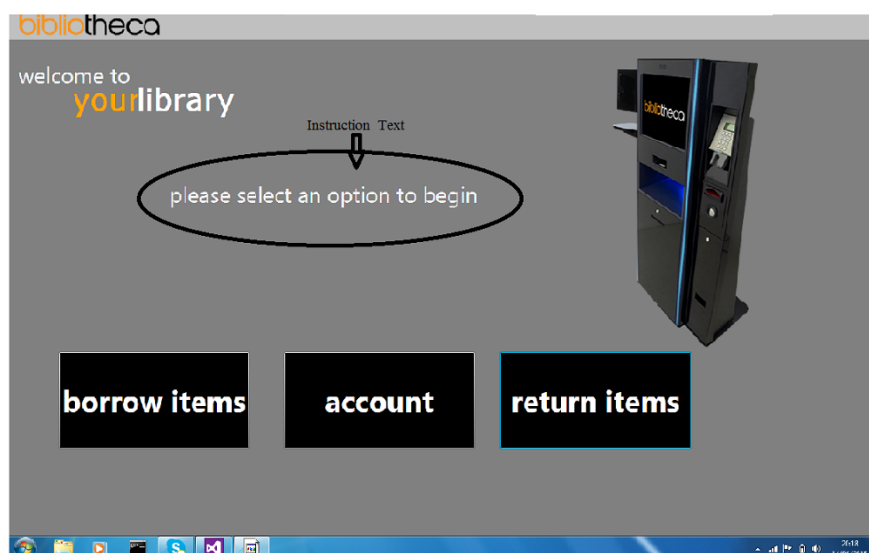 bibliotheca
welcome to
yourlibrary
Instruction Text
please select an option to begin
bibliotheca
borrow items
account
return items
20:18